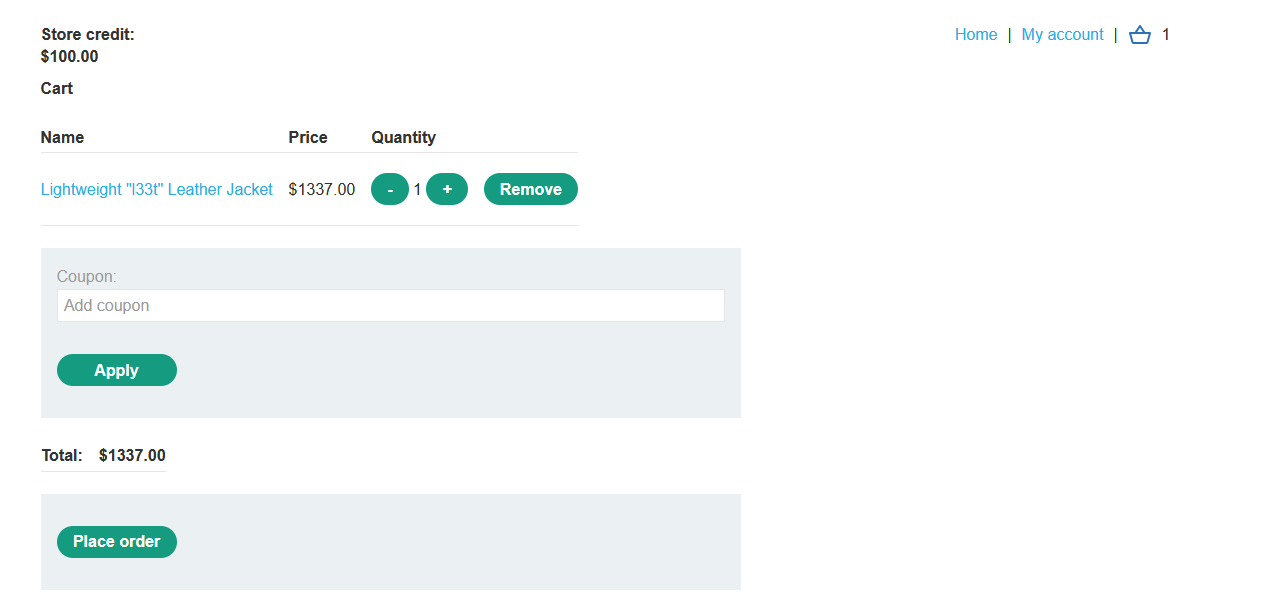 Store credit:
$100.00
Home | My account | 1
Cart
Name Price Quantity
Lightweight "l33t" Leather Jacket $1337.00 - 1 + Remove
Coupon:
Add coupon
Apply
Total: $1337.00
Place order